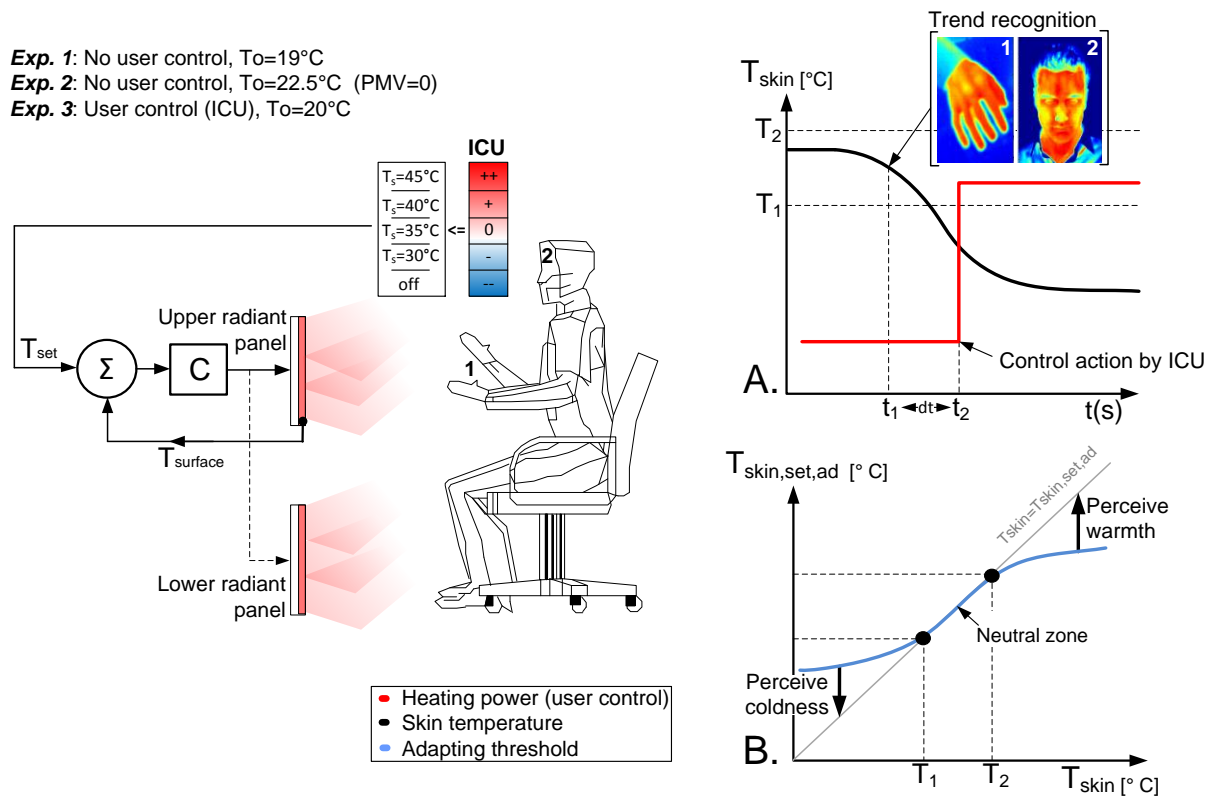 Exp. 1: No user control, To=19°C
Exp. 2: No user control, To=22.5°C (PMV=0)
Exp. 3: User control (ICU), To=20°C
ICU
Ts=45°C
++
Ts=40°C
+
Ts=35°C
<=
0
Ts=30°C
-
off
--
2
1
Upper radiant
panel
Tset
Σ
C
Tsurface
Lower radiant
panel
Heating power (user control)
Skin temperature
Adapting threshold
Trend recognition
1
2
Tskin [°C]
T2
T1
Control action by ICU
A.
t1
dt
t2
t(s)
Tskin,set,ad [° C]
Tskin=Tskin,set,ad
Perceive
warmth
Neutral zone
Perceive
coldness
B.
T1
T2
Tskin [° C]